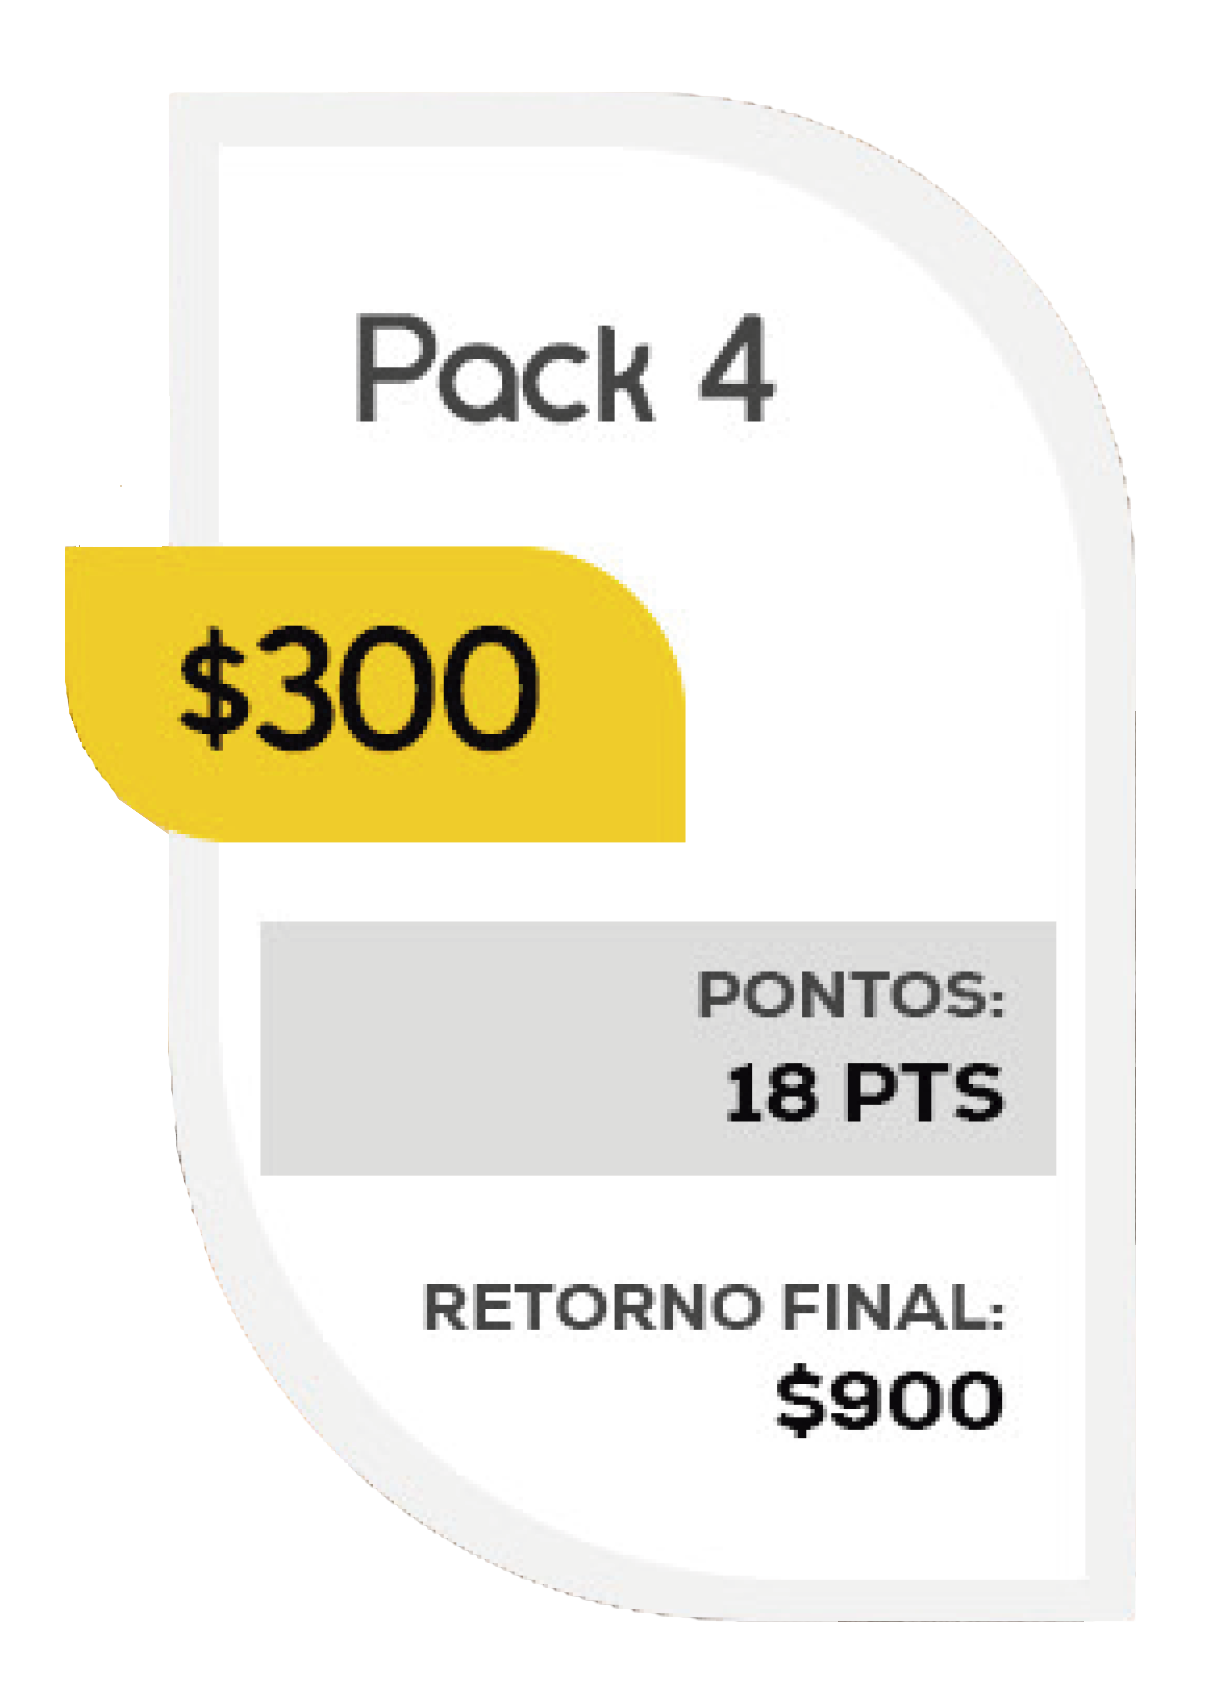 Pack 4
$300
PONTOS:
18 PTS
RETORNO FINAL:
$900